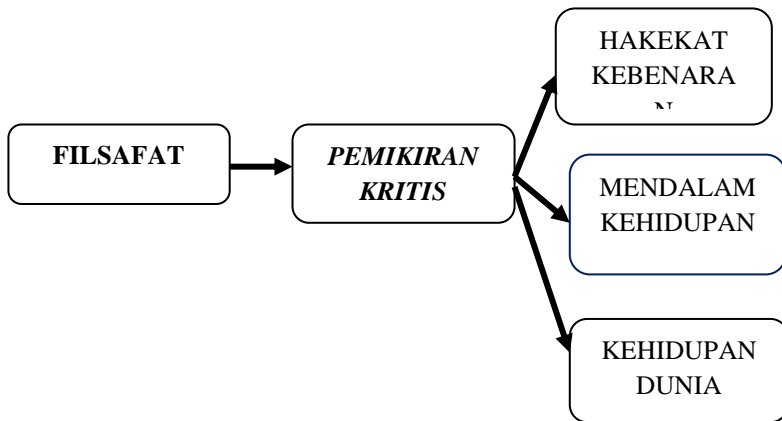 FILSAFAT
PEMIKIRAN
KRITIS
HAKEKAT
KEBENARA
N
MENDALAM
KEHIDUPAN
KEHIDUPAN
DUNIA